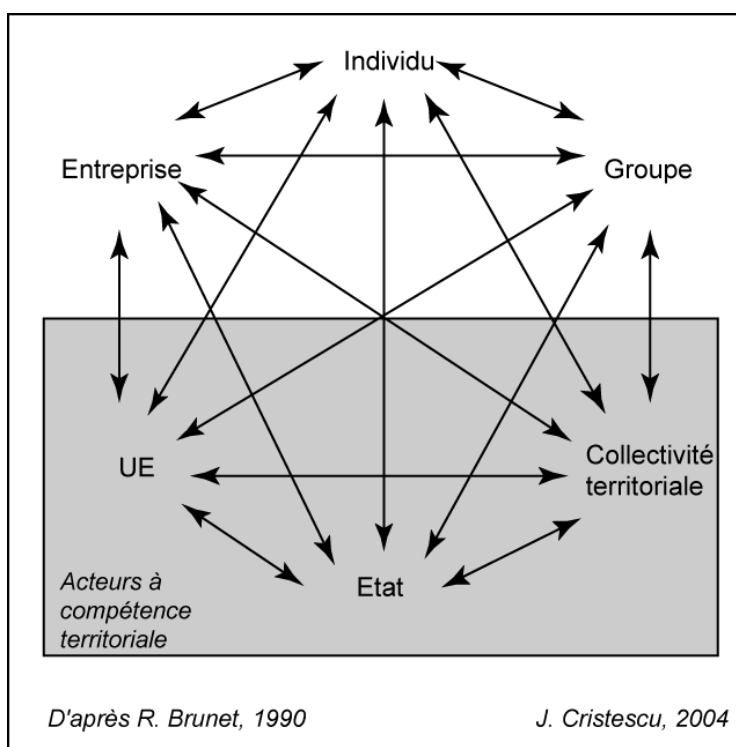 Individu
Entreprise
Groupe
UE
Collectivité
territoriale
Etat
Acteurs à
compétence
territoriale
D'après R. Brunet, 1990
J. Cristescu, 2004